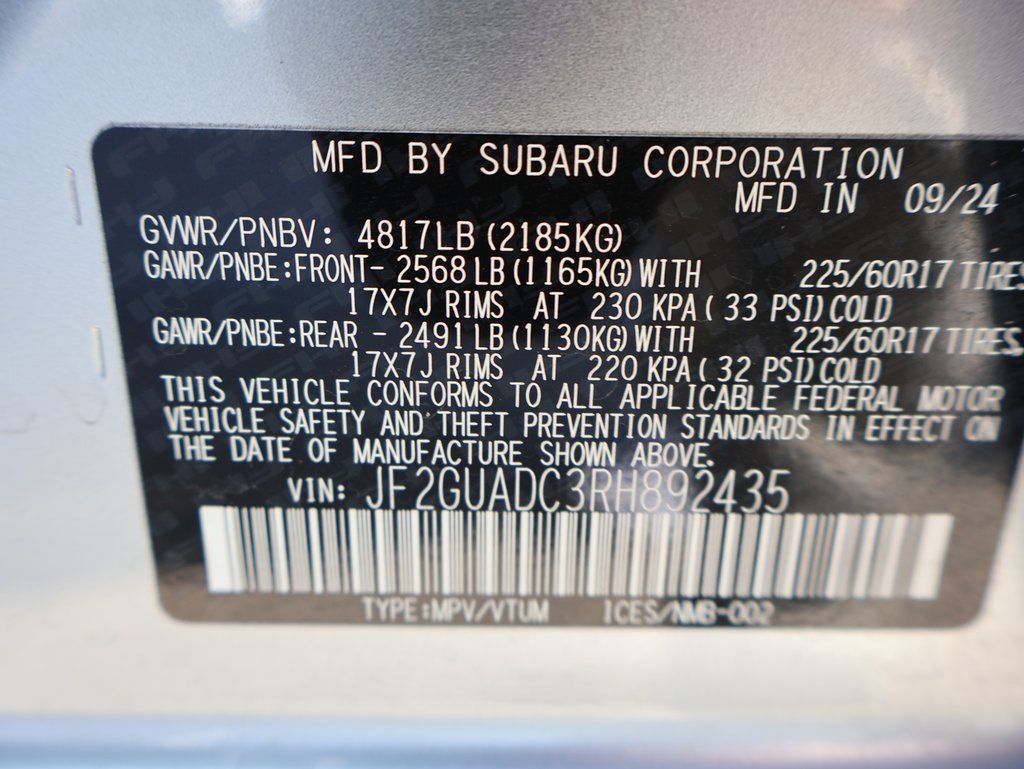 MFD BY SUBARU CORPORATION
MFD IN 09/24
GVWR/PNBV: 4817LB (2185KG)
GAWR/PNBE:FRONT- 2568 LB (1165KG) WITH 225/60R17 TIRES
17X7J RIMS AT 230 KPA ( 33 PSI) COLD
GAWR/PNBE:REAR - 2491 LB (1130KG) WITH 225/60R17 TIRES,
17X7J RIMS AT 220 KPA ( 32 PSI) COLD
THIS VEHICLE CONFORMS TO ALL APPLICABLE FEDERAL MOTOR
VEHICLE SAFETY AND THEFT PREVENTION STANDARDS IN EFFECT ON
THE DATE OF MANUFACTURE SHOWN ABOVE.
VIN: JF2GUADC3RH892435
TYPE:MPV/VTUM ICES/NMB-002